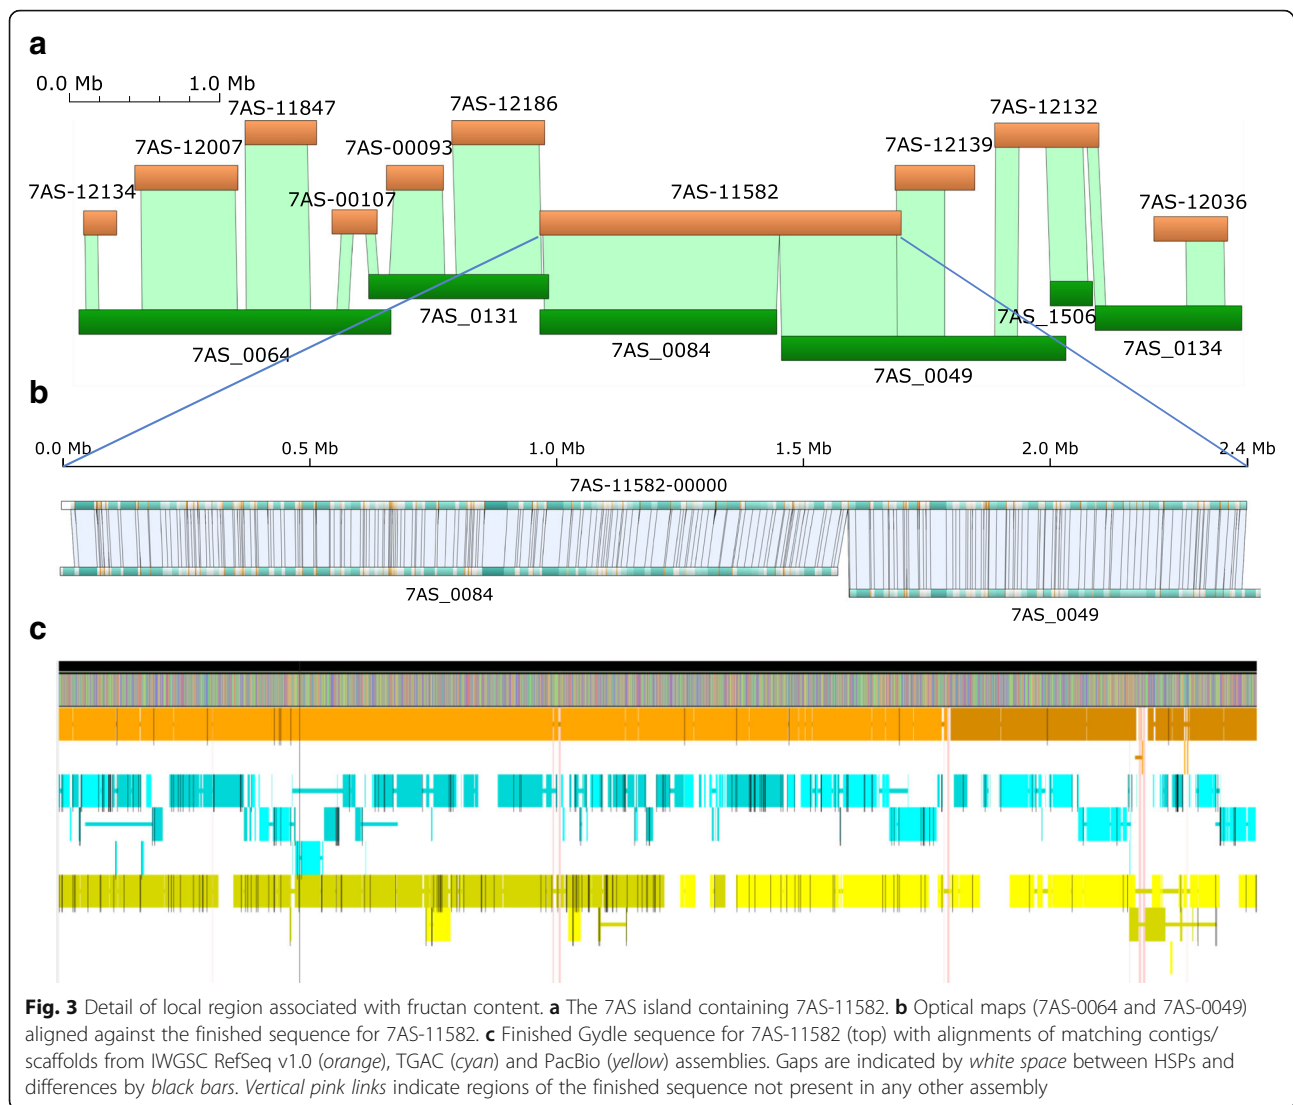 a
0.0 Mb 1.0 Mb
7AS-11847
7AS-12186
7AS-12132
7AS-12007
7AS-00093
7AS-12139
7AS-12134
7AS-00107
7AS-11582
7AS-12036
7AS_0131
7AS_1506
7AS_0064
7AS_0084
7AS_0049
7AS_0134
b
0.0 Mb 0.5 Mb 1.0 Mb 1.5 Mb 2.0 Mb 2.4 Mb
7AS-11582-00000
7AS_0084
7AS_0049
c
Fig. 3 Detail of local region associated with fructan content. a The 7AS island containing 7AS-11582. b Optical maps (7AS-0064 and 7AS-0049)
aligned against the finished sequence for 7AS-11582. c Finished Gydle sequence for 7AS-11582 (top) with alignments of matching contigs/
scaffolds from IWGSC RefSeq v1.0 (orange), TGAC (cyan) and PacBio (yellow) assemblies. Gaps are indicated by white space between HSPs and
differences by black bars. Vertical pink links indicate regions of the finished sequence not present in any other assembly